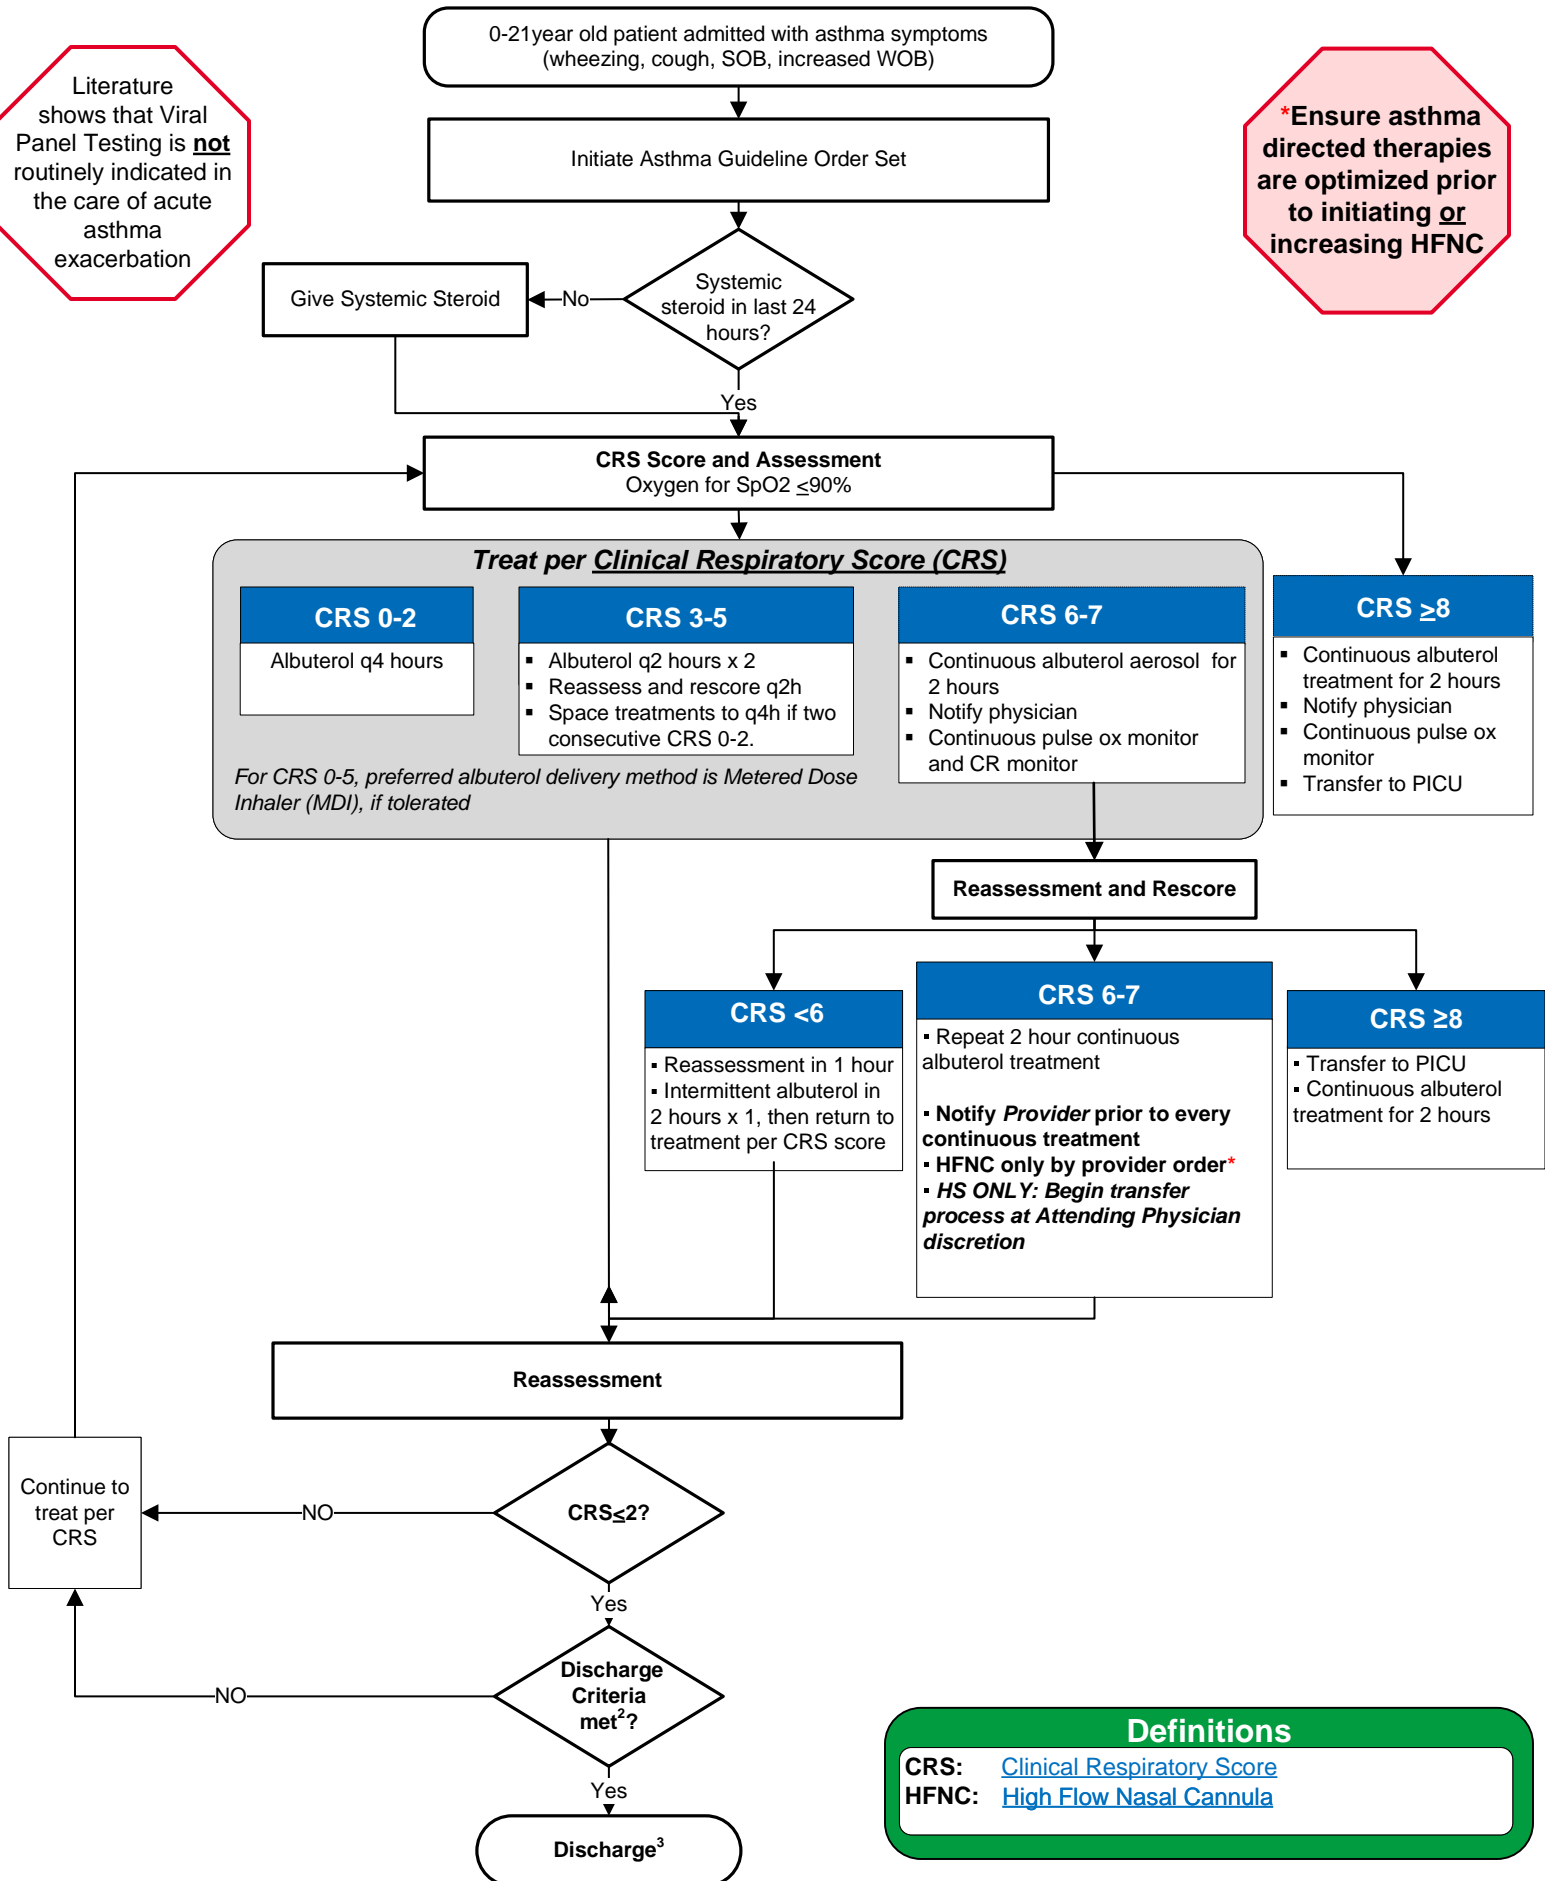 0-21year old patient admitted with asthma symptoms
(wheezing, cough, SOB, increased WOB)
Literature
shows that Viral
Panel Testing is not
routinely indicated in
the care of acute
asthma
exacerbation
*Ensure asthma
directed therapies
are optimized prior
to initiating or
increasing HFNC
Initiate Asthma Guideline Order Set
Systemic
steroid in last 24
hours?
No
Give Systemic Steroid
Yes
CRS Score and Assessment
Oxygen for SpO2 ≤90%
Treat per Clinical Respiratory Score (CRS)
CRS 0-2
Albuterol q4 hours
CRS 3-5
▪ Albuterol q2 hours x 2
▪ Reassess and rescore q2h
▪ Space treatments to q4h if two
consecutive CRS 0-2.
CRS 6-7
▪ Continuous albuterol aerosol for
2 hours
▪ Notify physician
▪ Continuous pulse ox monitor
and CR monitor
For CRS 0-5, preferred albuterol delivery method is Metered Dose
Inhaler (MDI), if tolerated
CRS ≥8
▪ Continuous albuterol
treatment for 2 hours
▪ Notify physician
▪ Continuous pulse ox
monitor
▪ Transfer to PICU
Reassessment and Rescore
CRS <6
▪ Reassessment in 1 hour
▪ Intermittent albuterol in
2 hours x 1, then return to
treatment per CRS score
CRS 6-7
▪ Repeat 2 hour continuous
albuterol treatment
▪ Notify Provider prior to every
continuous treatment
▪ HFNC only by provider order*
▪ HS ONLY: Begin transfer
process at Attending Physician
discretion
CRS ≥8
▪ Transfer to PICU
▪ Continuous albuterol
treatment for 2 hours
Reassessment
CRS≤2?
NO
Continue to
treat per
CRS
Yes
Discharge
Criteria
met²?
NO
Yes
Discharge³
Definitions
CRS: Clinical Respiratory Score
HFNC: High Flow Nasal Cannula